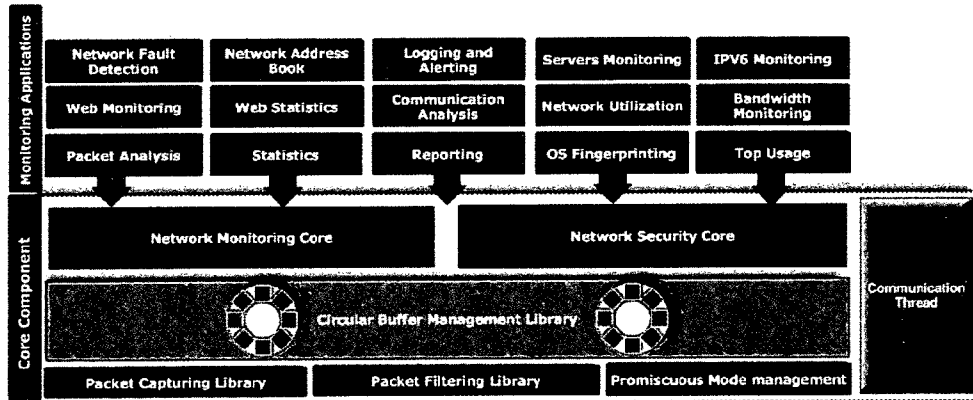 Monitoring Applications
Network Fault
Detection
Network Address
Book
Logging and
Alerting
Servers Monitoring
IPV6 Monitoring
Web Monitoring
Web Statistics
Communication
Analysis
Network Utilization
Bandwidth
Monitoring
Packet Analysis
Statistics
Reporting
OS Fingerprinting
Top Usage
Core Component
Network Monitoring Core
Network Security Core
Communication
Thread
Circular Buffer Management Library
Packet Capturing Library
Packet Filtering Library
Promiscuous Mode management